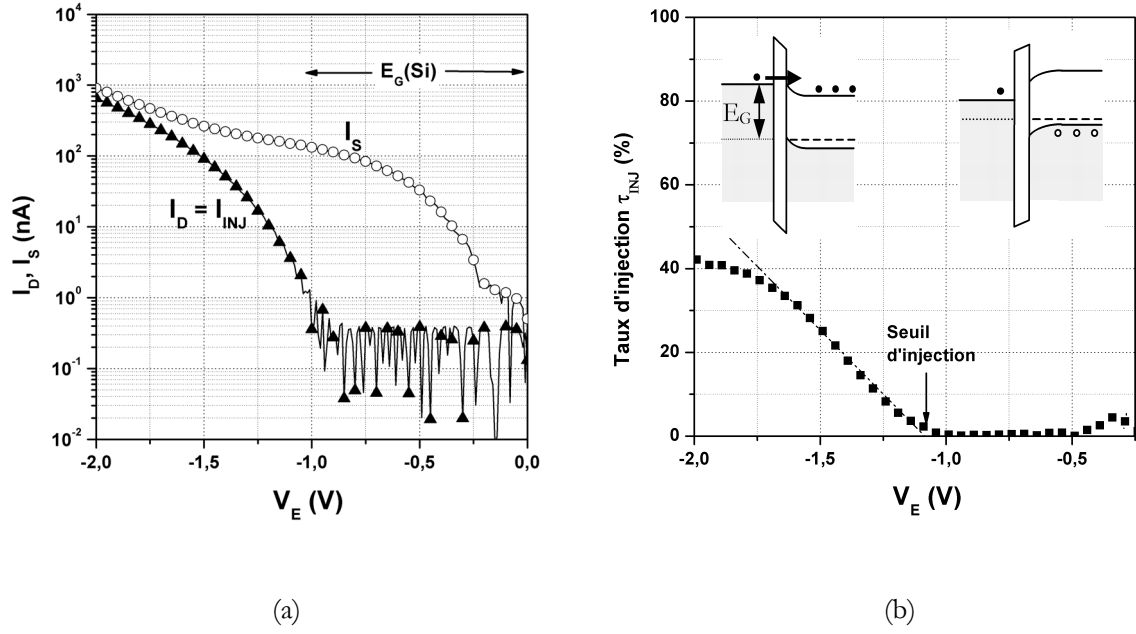 10⁴
10³
10²
10¹
10⁰
10⁻¹
10⁻²
I_D, I_S (nA)
E_G(Si)
I_S
I_D = I_INJ
-2,0 -1,5 -1,0 -0,5 0,0
V_E (V)
(a)
100
80
60
40
20
0
Taux d'injection τ_INJ (%)
E_G
Seuil
d'injection
-2,0 -1,5 -1,0 -0,5
V_E (V)
(b)